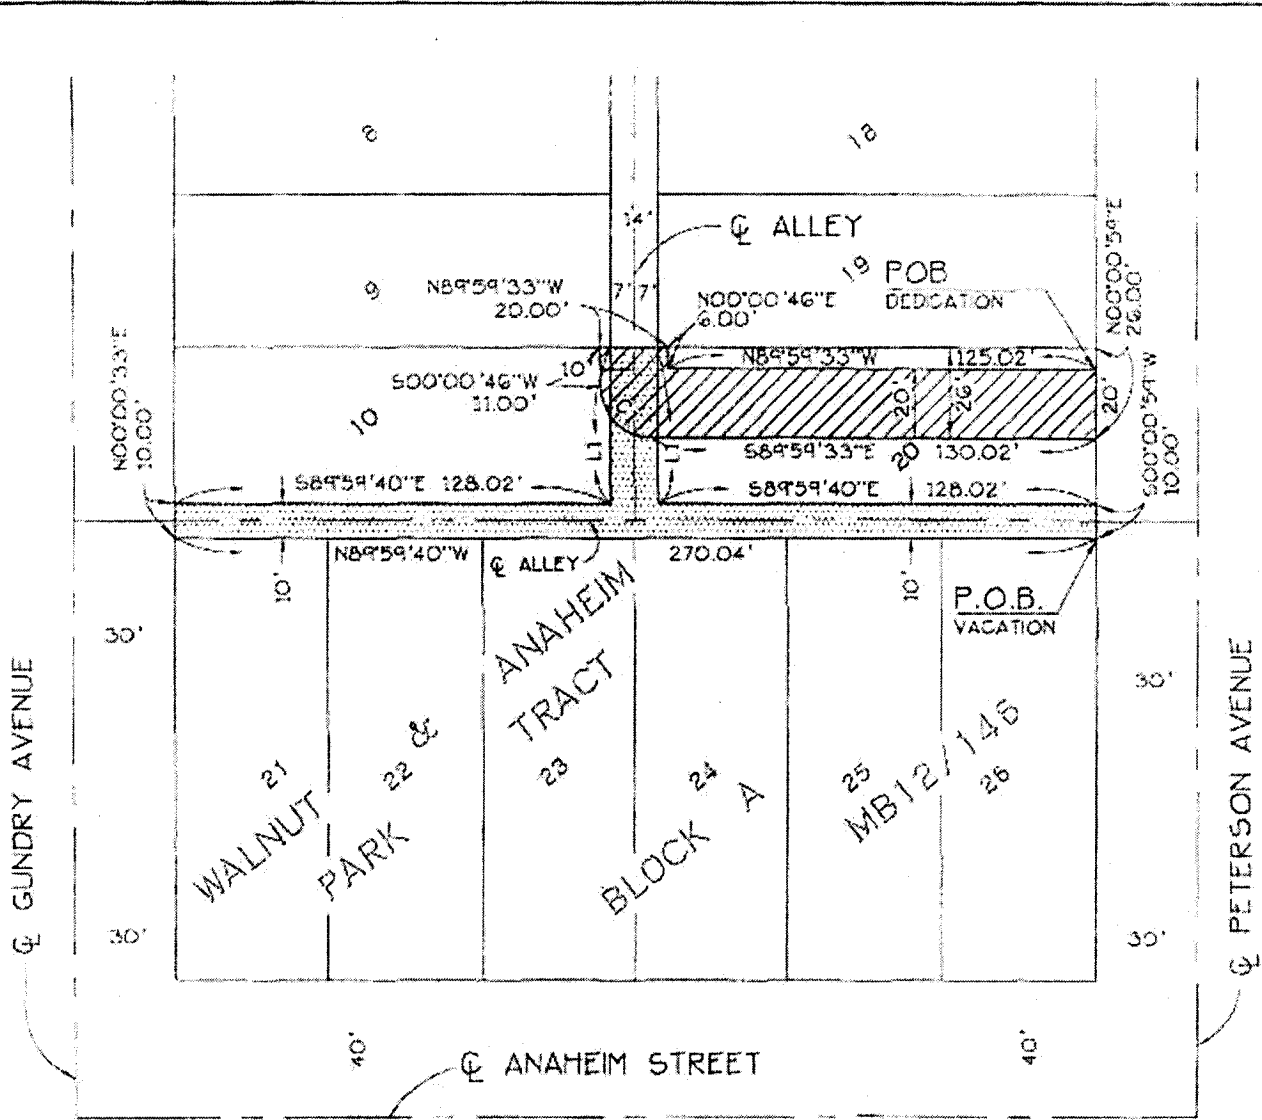 8
18
14'
℄ ALLEY
19
9
N89°59'33"W
20.00'
7'
7'
N00°00'46"E
6.00'
POB
DEDICATION
N00°00'59"E
26.00'
N00°00'33"E
10.00'
10'
N89°59'33"W
125.02'
S00°00'46"W
11.00'
10
20'
26'
20'
S00°00'59"W
10.00'
L1
L1
S89°59'33"E
20
130.02'
S89°59'40"E
128.02'
S89°59'40"E
128.02'
N89°59'40"W
℄ ALLEY
270.04'
10'
10'
P.O.B.
VACATION
ANAHEIM
TRACT
30'
30'
21
22
&
23
24
25
26
WALNUT
PARK
BLOCK A
MB12/146
30'
30'
℄ GUNDRY AVENUE
℄ PETERSON AVENUE
40'
40'
℄ ANAHEIM STREET